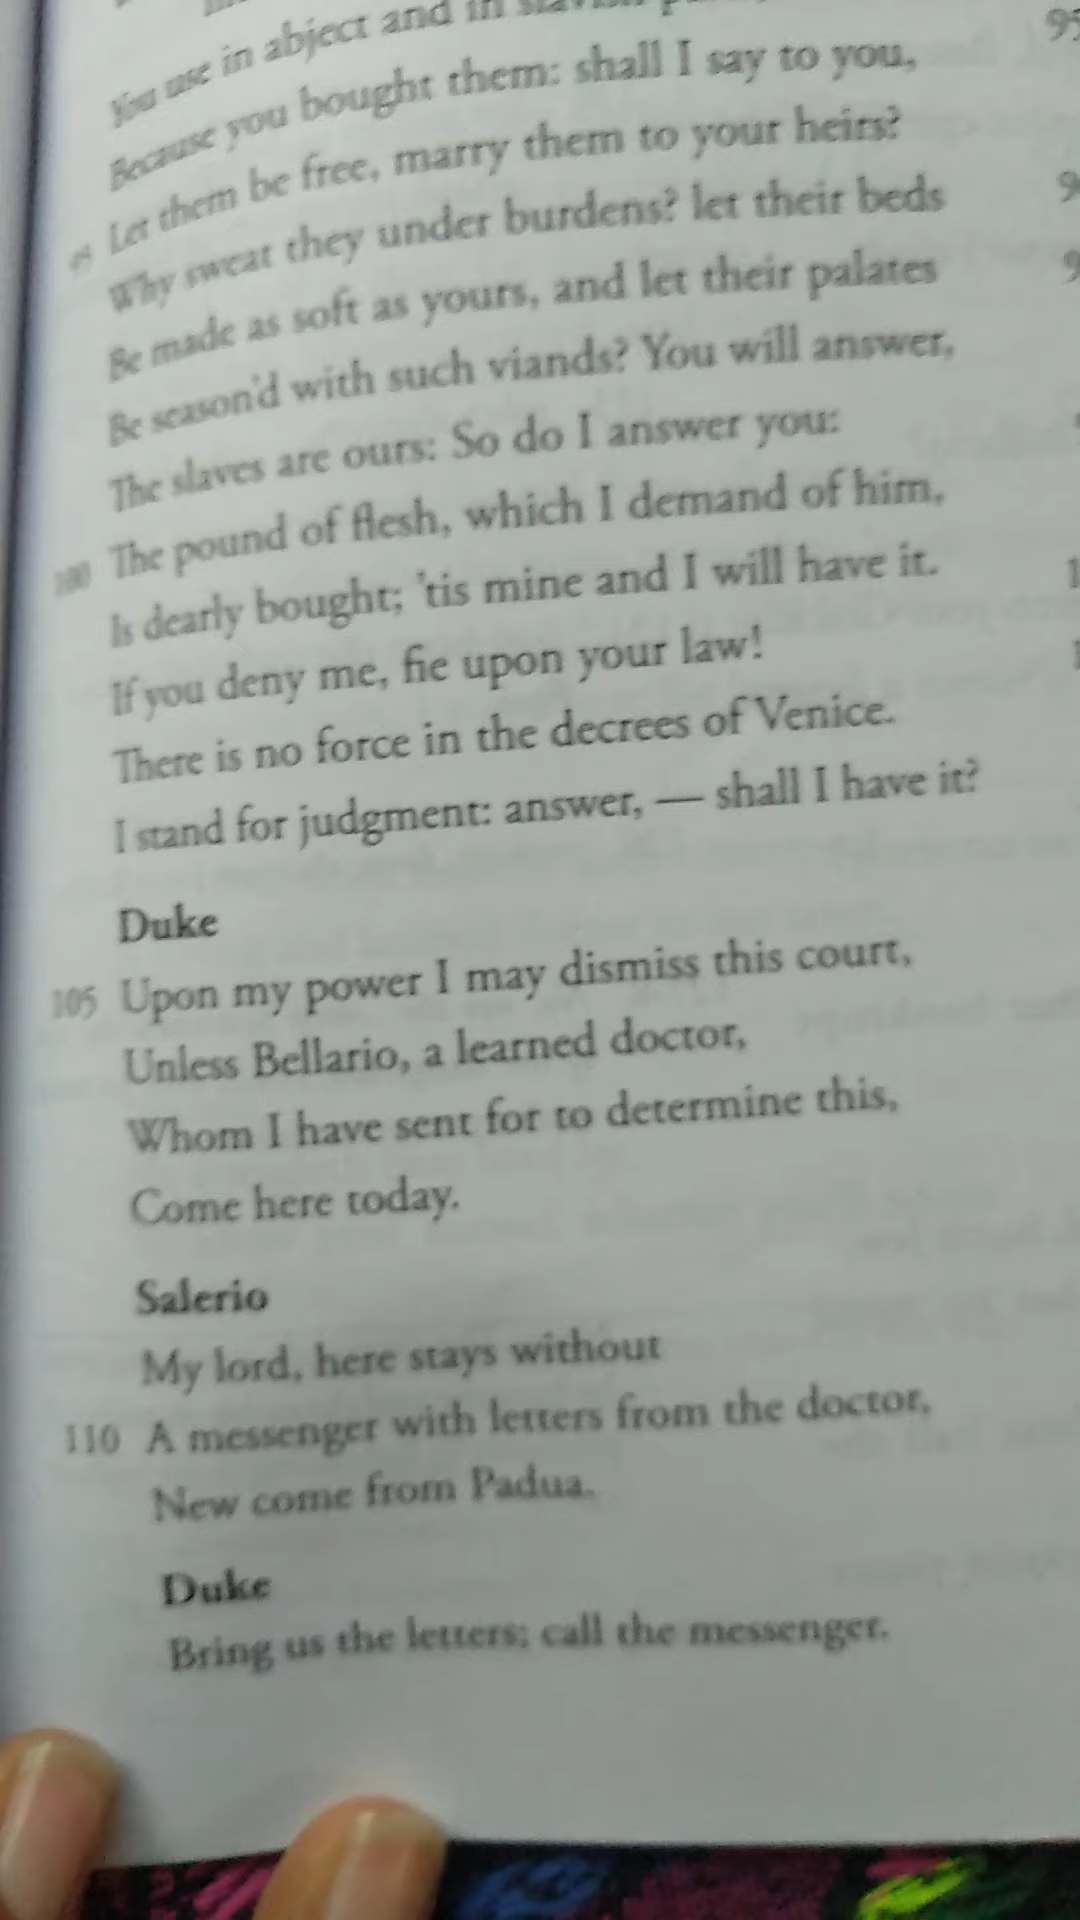 You use in abject and in slavish
Because you bought them: shall I say to you,
95
Let them be free, marry them to your heirs?
95 Why sweat they under burdens? let their beds
Be made as soft as yours, and let their palates
Be season'd with such viands? You will answer,
The slaves are ours: So do I answer you:
The pound of flesh, which I demand of him,
100 Is dearly bought; 'tis mine and I will have it.
If you deny me, fie upon your law!
There is no force in the decrees of Venice.
I stand for judgment: answer, — shall I have it?
Duke
105 Upon my power I may dismiss this court,
Unless Bellario, a learned doctor,
Whom I have sent for to determine this,
Come here today.
Salerio
My lord, here stays without
110 A messenger with letters from the doctor,
New come from Padua.
Duke
Bring us the letters; call the messenger.